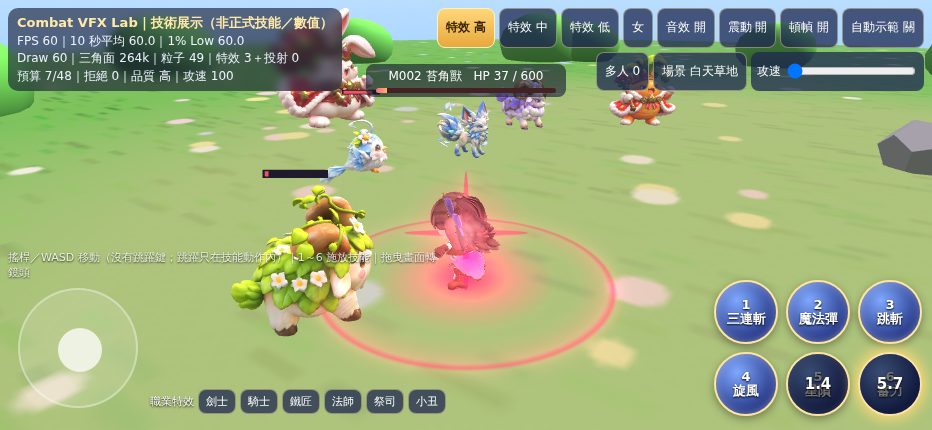 Combat VFX Lab｜技術展示（非正式技能／數值）
FPS 60｜10 秒平均 60.0｜1% Low 60.0
Draw 60｜三角面 264k｜粒子 49｜特效 3＋投射 0
預算 7/48｜拒絕 0｜品質 高｜攻速 100
特效 高
特效 中
特效 低
女
音效 開
震動 開
頓幀 開
自動示範 關
多人 0
場景 白天草地
攻速
M002 苔角獸 HP 37 / 600
搖桿／WASD 移動（沒有跳躍鍵；跳躍只在技能動作內）｜1～6 施放技能｜拖曳畫面轉
鏡頭
1
三連斬
2
魔法彈
3
跳斬
4
旋風
1.4
5.7
職業特效
劍士
騎士
鐵匠
法師
祭司
小丑